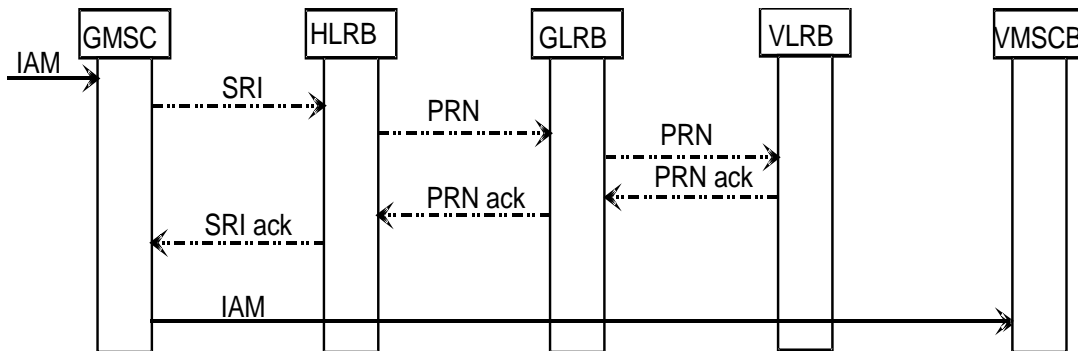 GMSC
HLRB
GLRB
VLRB
VMSCB
IAM
SRI
PRN
PRN
PRN ack
PRN ack
SRI ack
IAM